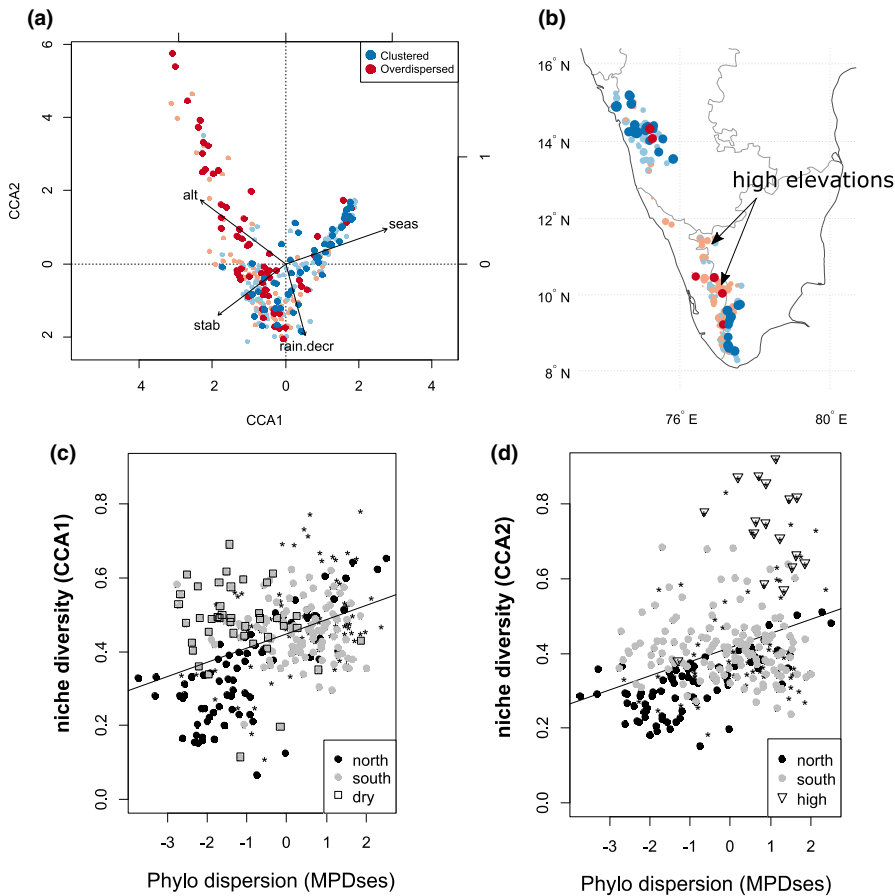 (a)
Clustered
Overdispersed
6
4
2
0
2
CCA2
1
0
alt
seas
stab
rain.decr
4 2 0 2 4
CCA1
(b)
16° N
14° N
12° N
10° N
8° N
high elevations
76° E 80° E
(c)
niche diversity (CCA1)
0.8
0.6
0.4
0.2
0.0
north
south
dry
-3 -2 -1 0 1 2
Phylo dispersion (MPDses)
(d)
niche diversity (CCA2)
0.8
0.6
0.4
0.2
0.0
north
south
high
-3 -2 -1 0 1 2
Phylo dispersion (MPDses)